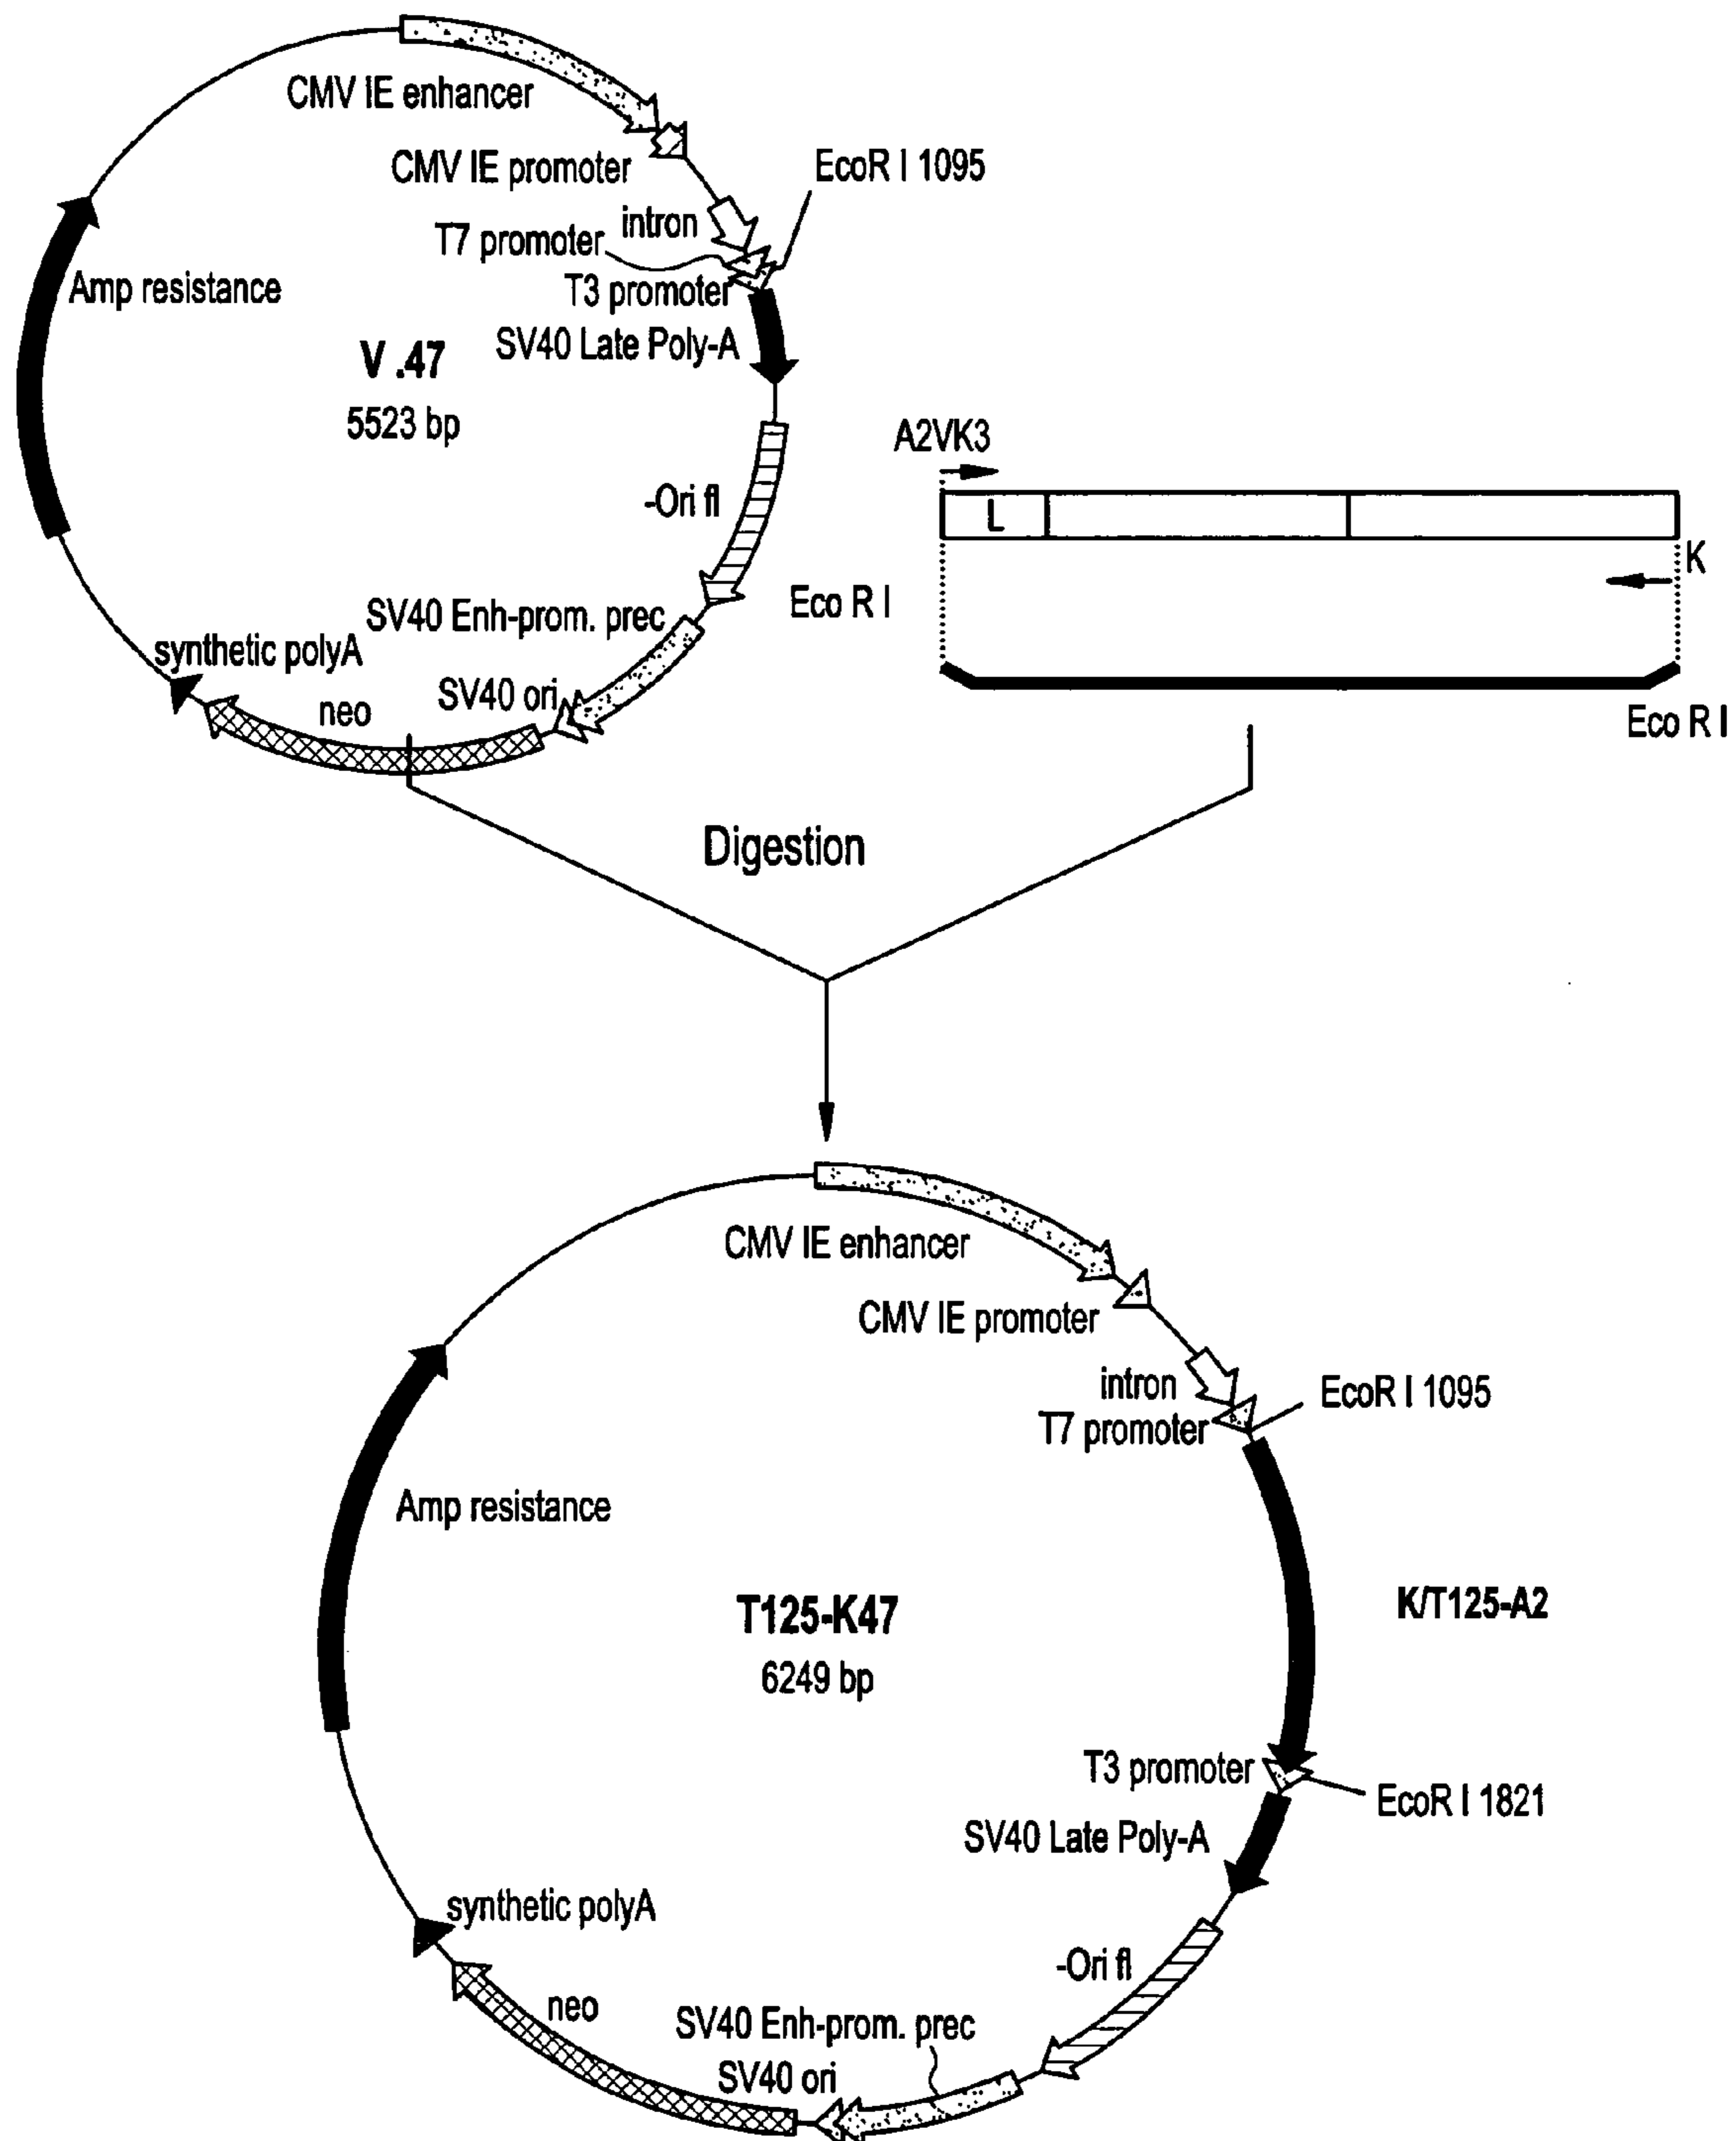 CMV IE enhancer
CMV IE promoter
EcoR I 1095
intron
T7 promoter
T3 promoter
Amp resistance
SV40 Late Poly-A
V .47
5523 bp
A2VK3
L
-Ori fl
K
Eco R I
SV40 Enh-prom. prec
synthetic polyA
SV40 ori
neo
Eco R I
Digestion
CMV IE enhancer
CMV IE promoter
intron
EcoR I 1095
T7 promoter
Amp resistance
T125-K47
6249 bp
K/T125-A2
T3 promoter
EcoR I 1821
SV40 Late Poly-A
synthetic polyA
-Ori fl
neo
SV40 Enh-prom. prec
SV40 ori